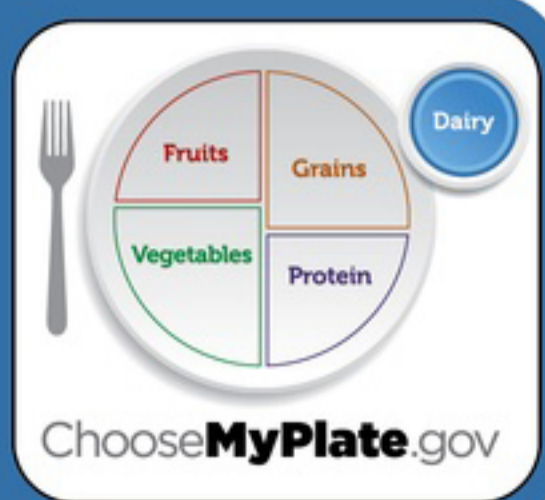 Dairy
Fruits
Grains
Vegetables
Protein
ChooseMyPlate.gov